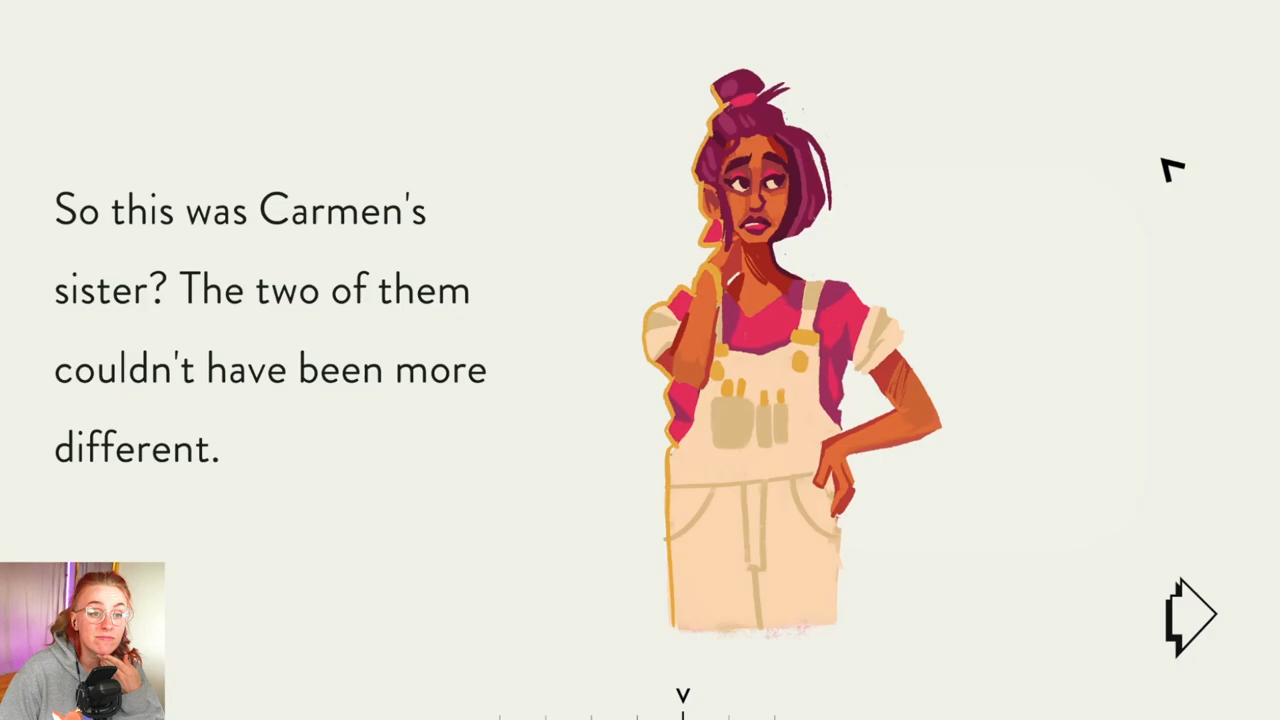 So this was Carmen's
sister? The two of them
couldn't have been more
different.